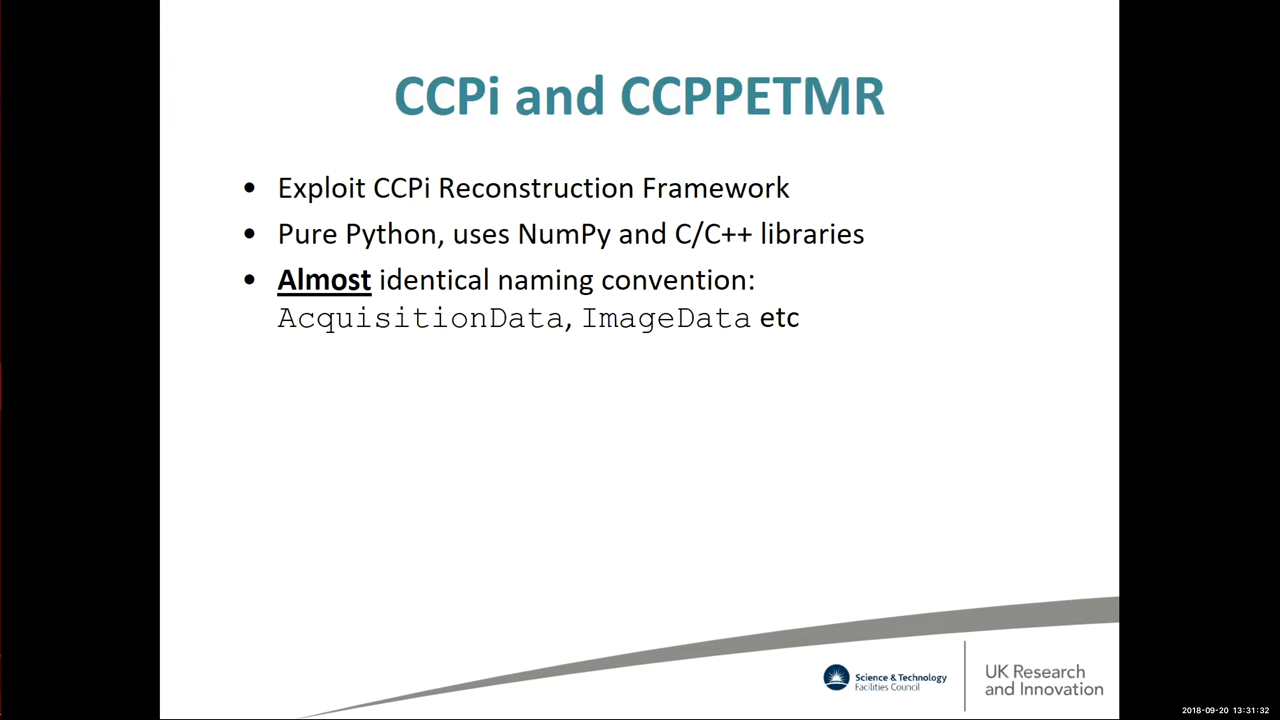 CCPi and CCPPETMR
• Exploit CCPi Reconstruction Framework
• Pure Python, uses NumPy and C/C++ libraries
• Almost identical naming convention:
AcquisitionData, ImageData etc
Science & Technology
Facilities Council
UK Research
and Innovation
2018-09-20 13:31:32